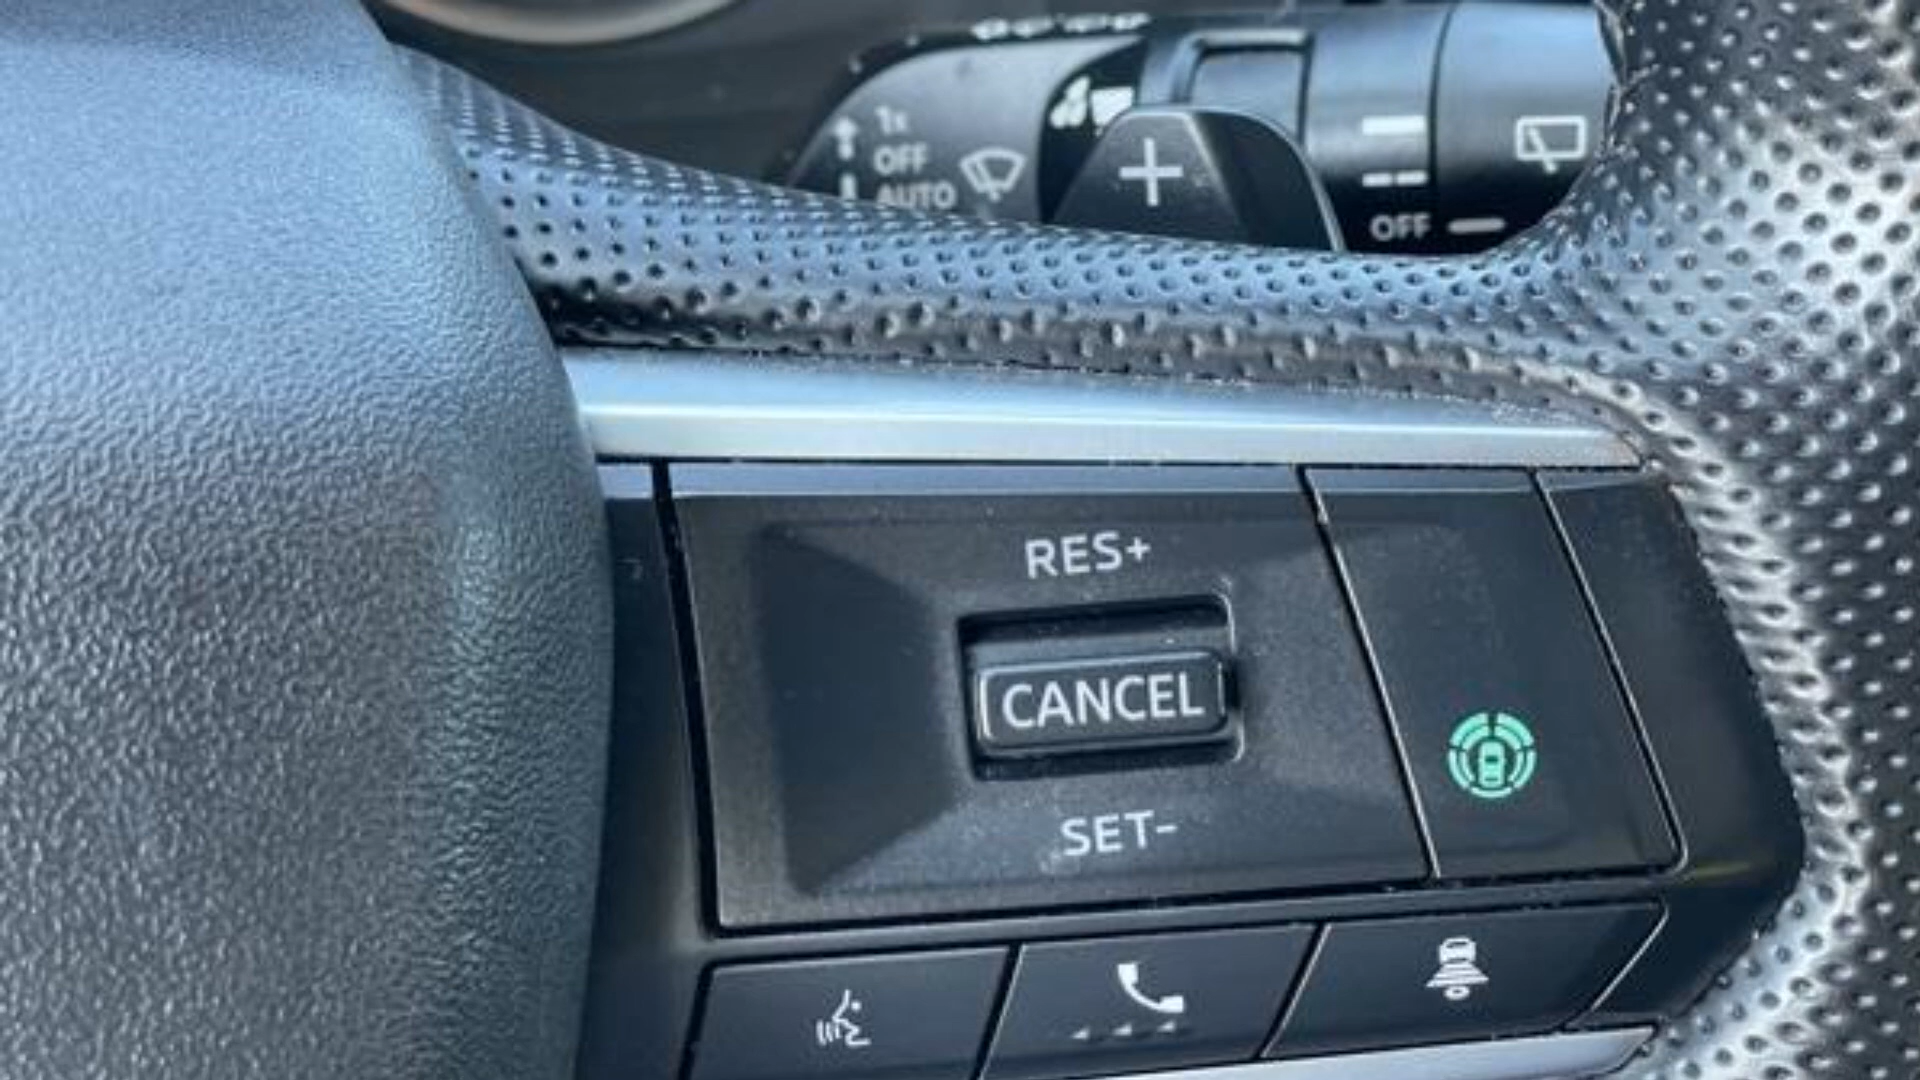 1x
OFF
AUTO
+
OFF
RES+
CANCEL
SET-